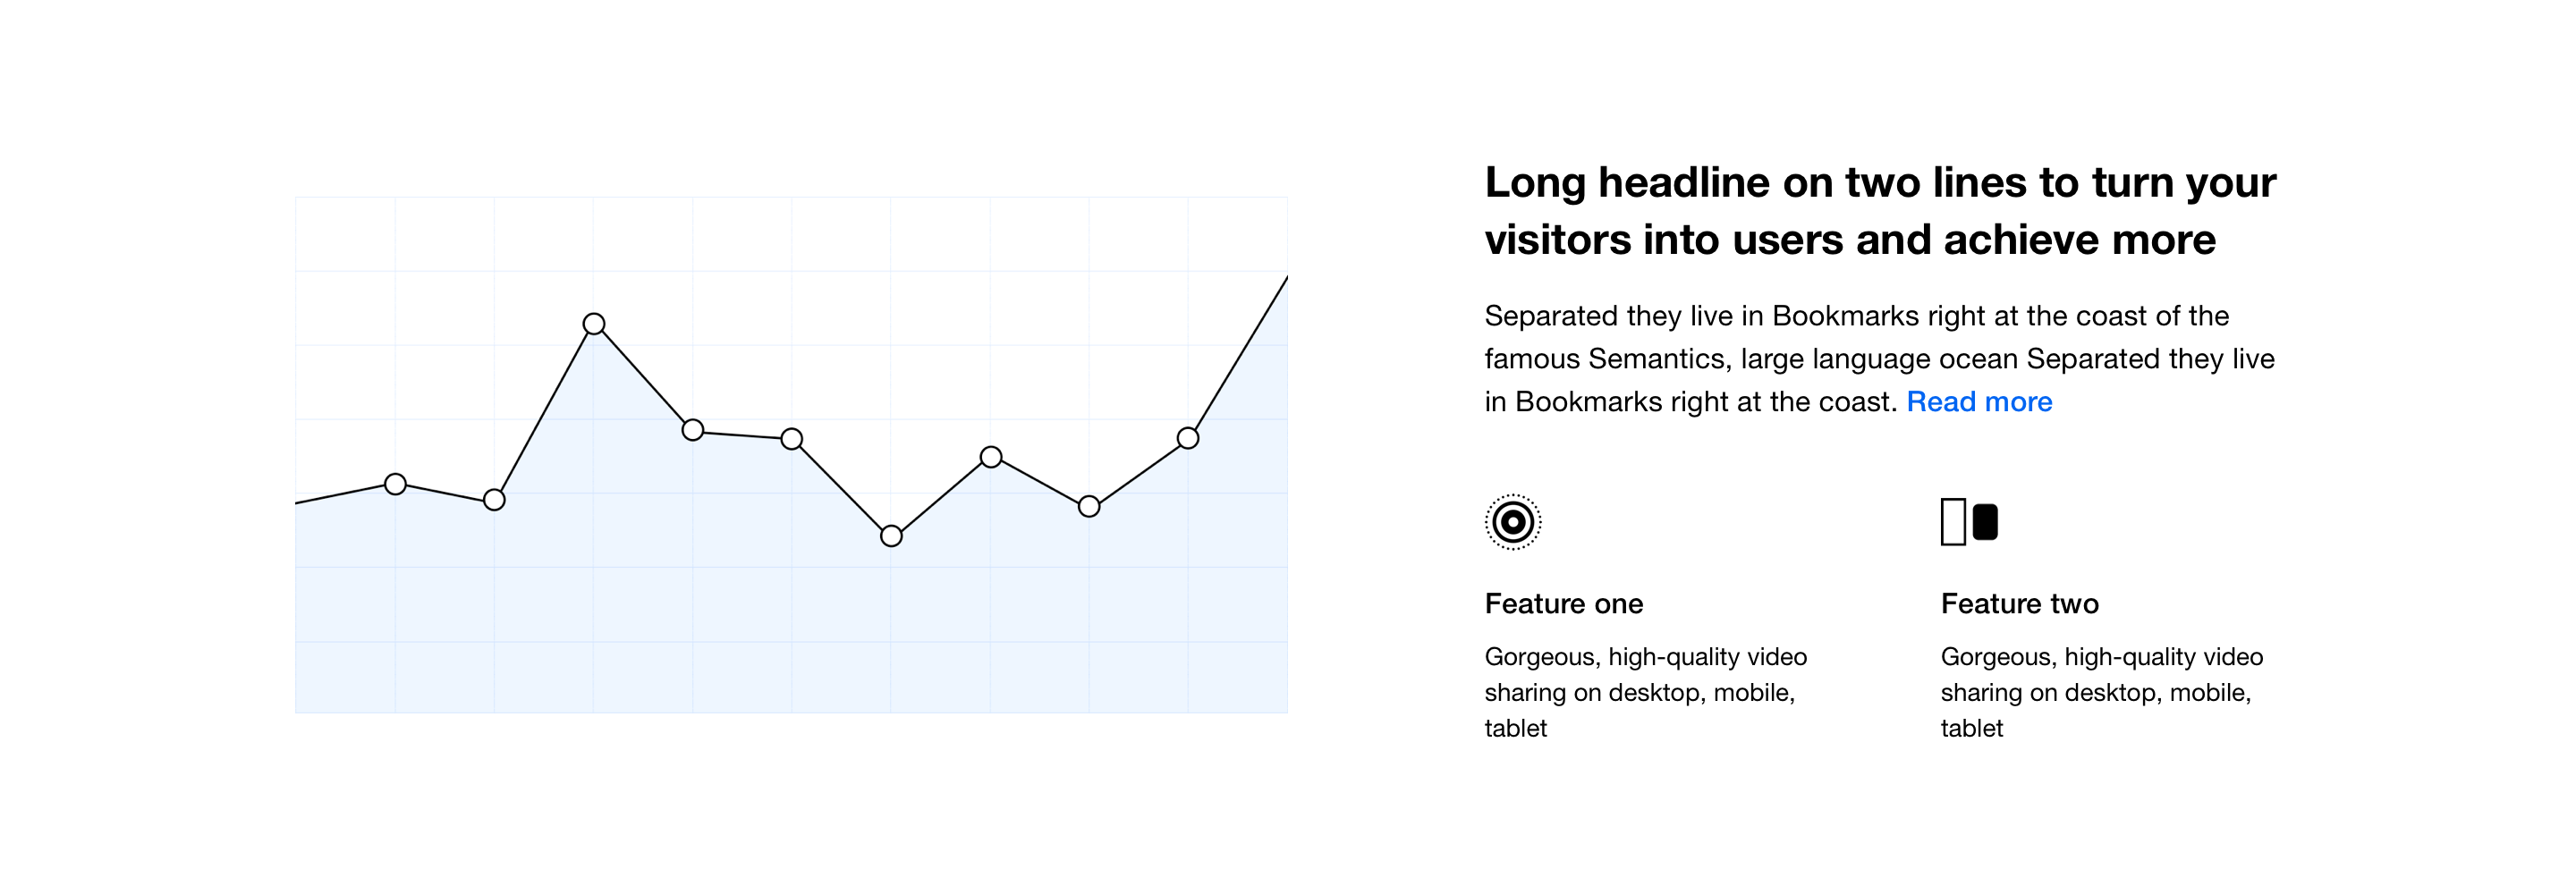 Long headline on two lines to turn your
visitors into users and achieve more
Separated they live in Bookmarks right at the coast of the
famous Semantics, large language ocean Separated they live
in Bookmarks right at the coast. Read more
Feature one
Gorgeous, high-quality video
sharing on desktop, mobile,
tablet
Feature two
Gorgeous, high-quality video
sharing on desktop, mobile,
tablet